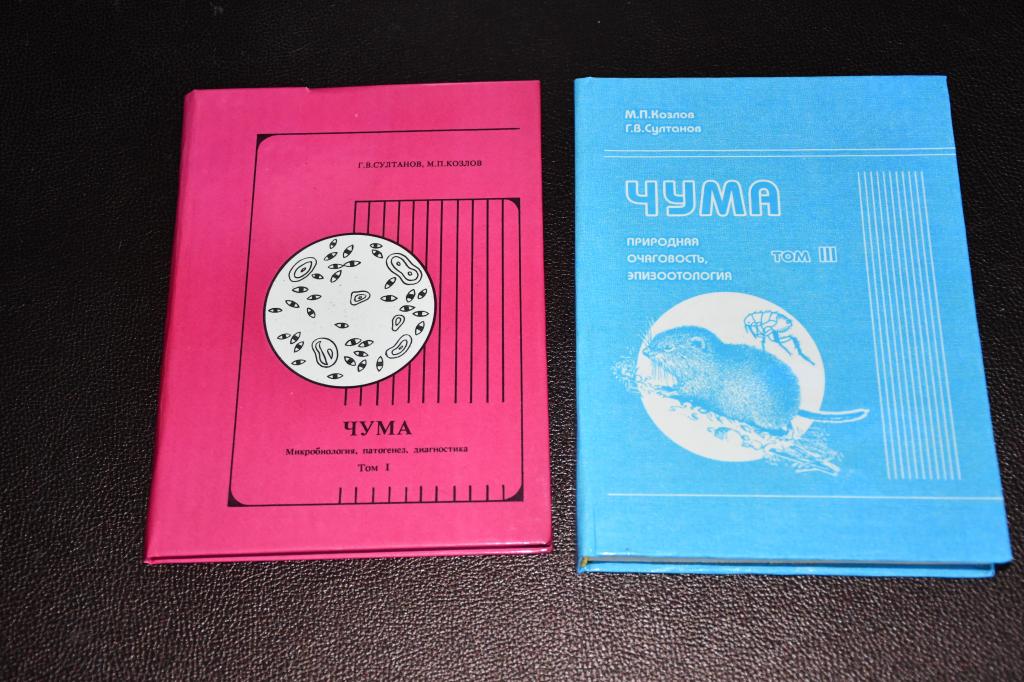 Г.В.СУЛТАНОВ, М.П.КОЗЛОВ
ЧУМА
Микробиология, патогенез, диагностика
Том I
М.П.Козлов
Г.В.Султанов
ЧУМА
ПРИРОДНАЯ
ОЧАГОВОСТЬ,
ЭПИЗООТОЛОГИЯ
ТОМ III